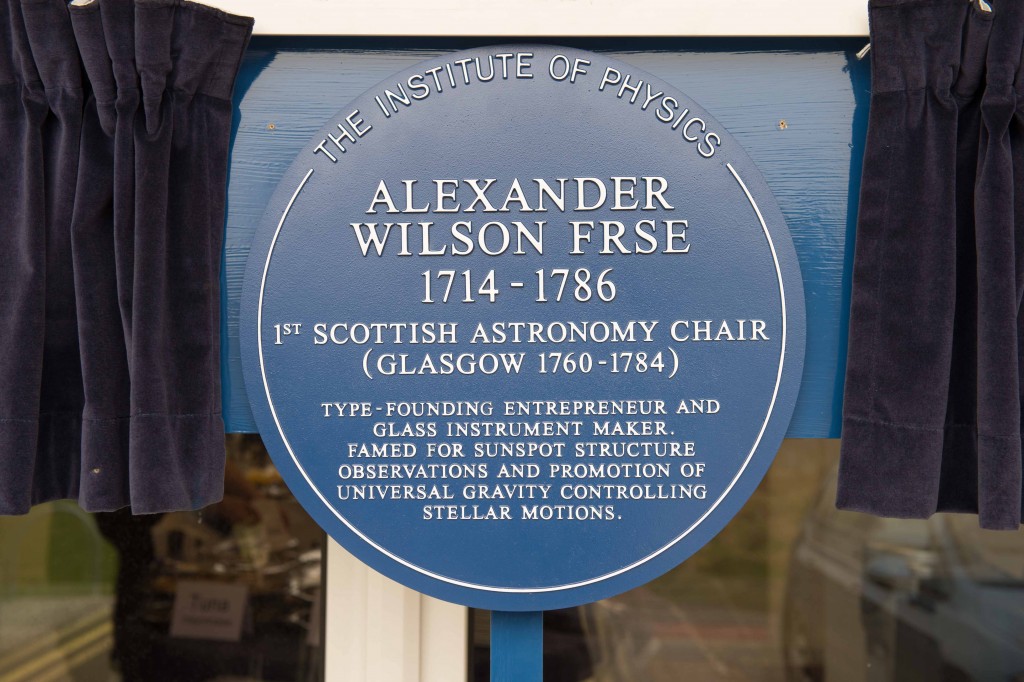 THE INSTITUTE OF PHYSICS
ALEXANDER
WILSON FRSE
1714 - 1786
1ST SCOTTISH ASTRONOMY CHAIR
(GLASGOW 1760 - 1784)
TYPE - FOUNDING ENTREPRENEUR AND
GLASS INSTRUMENT MAKER.
FAMED FOR SUNSPOT STRUCTURE
OBSERVATIONS AND PROMOTION OF
UNIVERSAL GRAVITY CONTROLLING
STELLAR MOTIONS.
Tuna